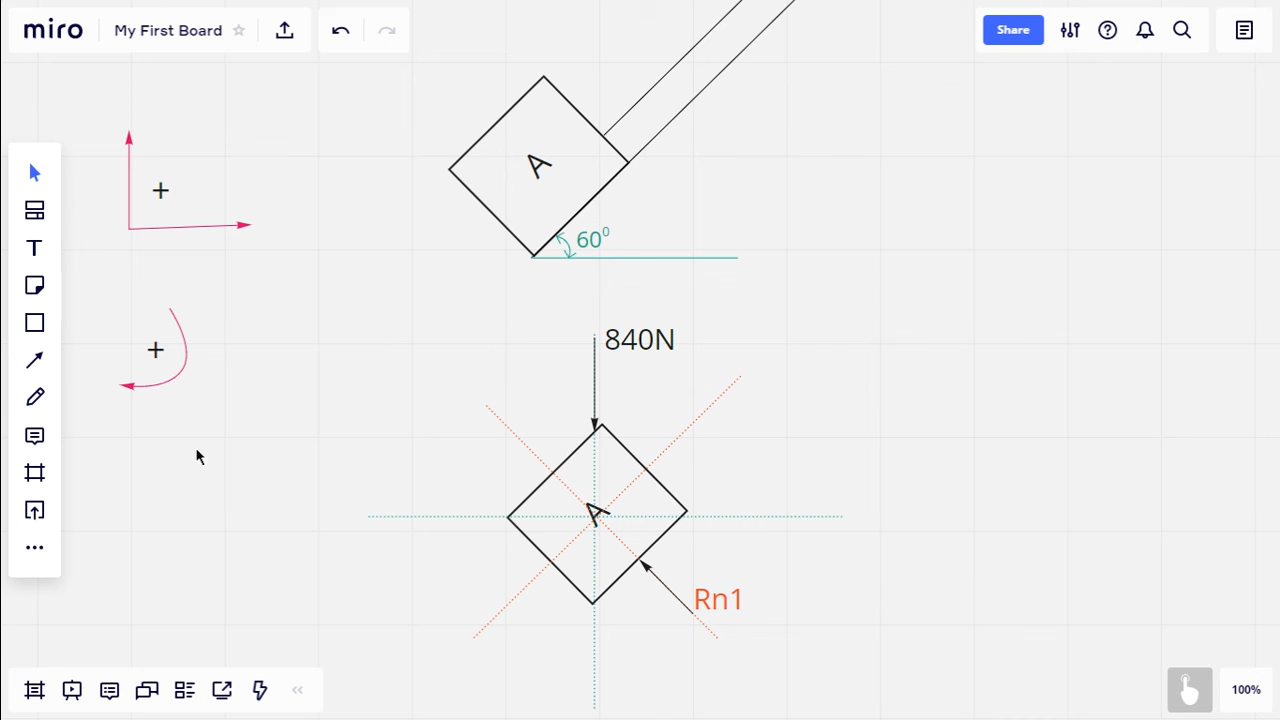 miro My First Board Share
+
A
60⁰
840N
+
A
Rn1
100%